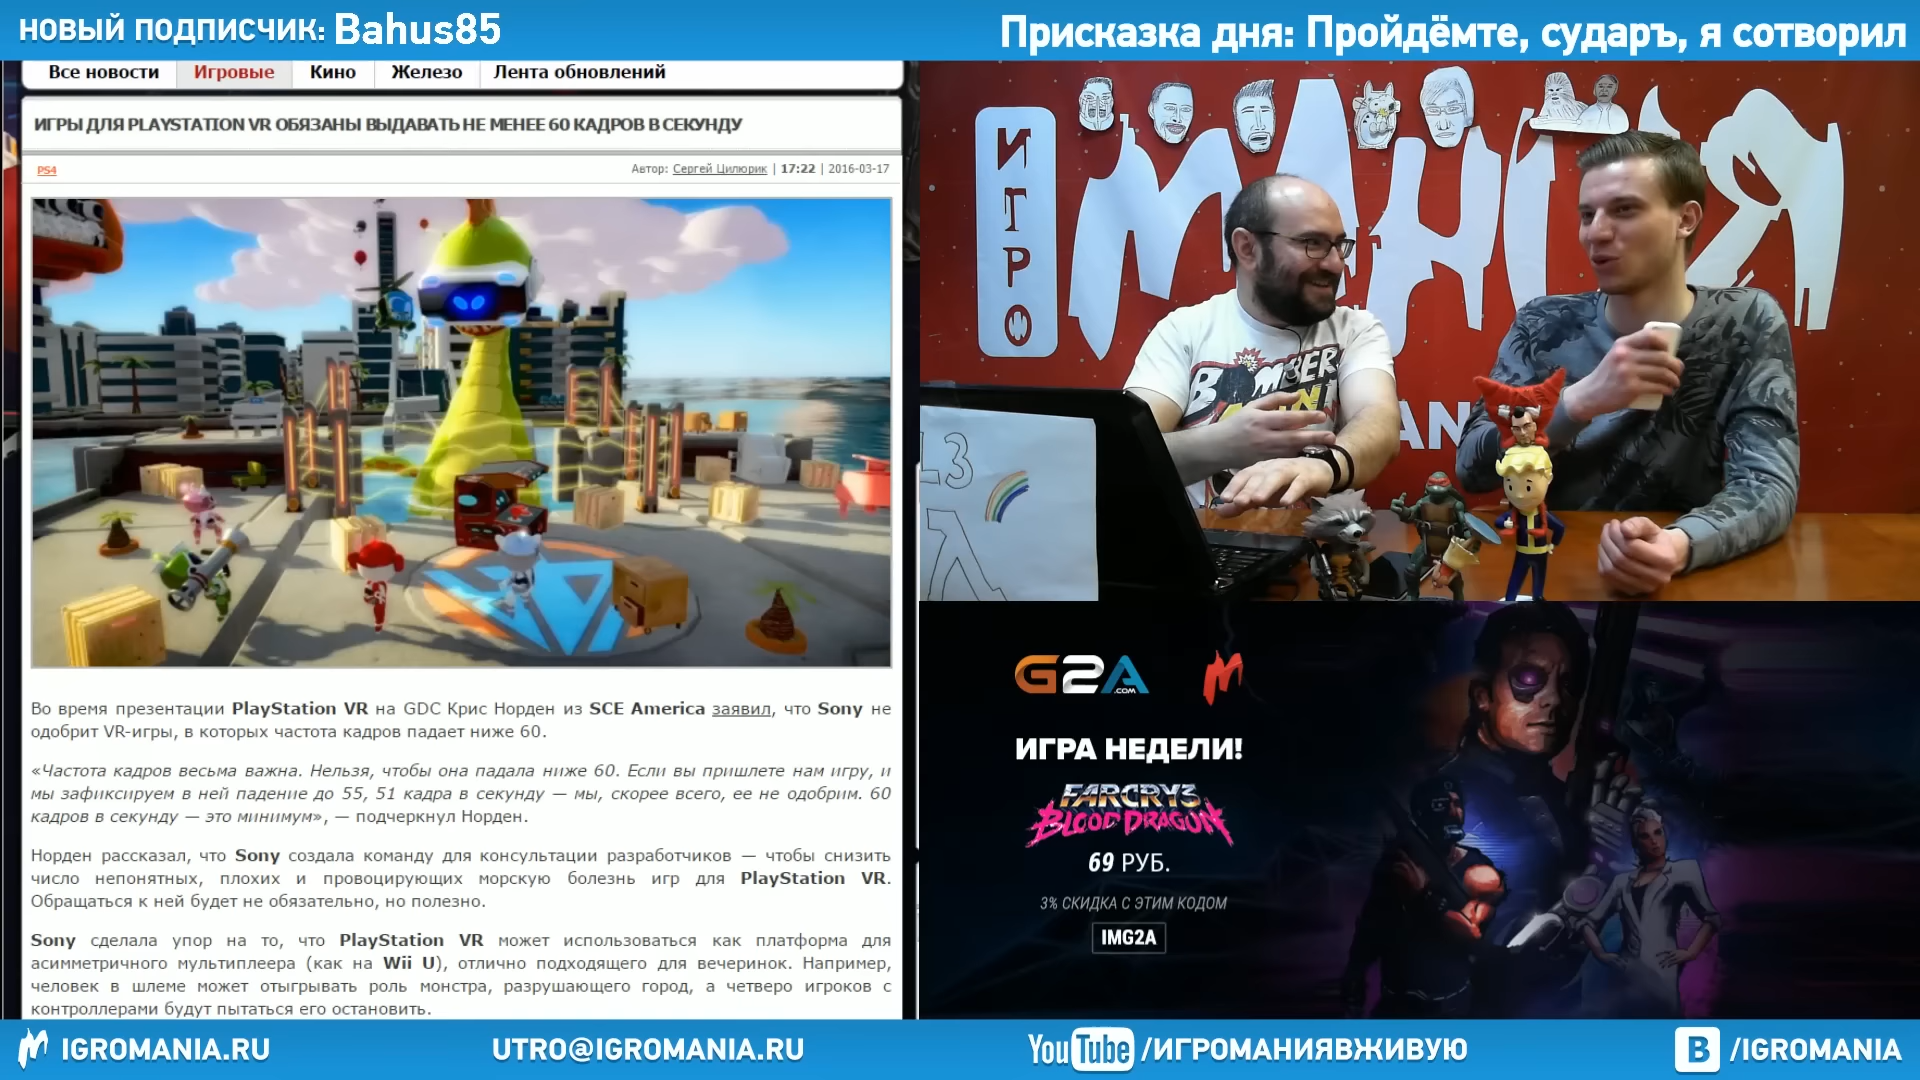 НОВЫЙ ПОДПИСЧИК: Bahus85
Присказка дня: Пройдёмте, сударъ, я сотворил
Все новости
Игровые
Кино
Железо
Лента обновлений
ИГРЫ ДЛЯ PLAYSTATION VR ОБЯЗАНЫ ВЫДАВАТЬ НЕ МЕНЕЕ 60 КАДРОВ В СЕКУНДУ
PS4
Автор: Сергей Цилюрик | 17:22 | 2016-03-17
Во время презентации PlayStation VR на GDC Крис Норден из SCE America заявил, что Sony не
одобрит VR-игры, в которых частота кадров падает ниже 60.
«Частота кадров весьма важна. Нельзя, чтобы она падала ниже 60. Если вы пришлете нам игру, и
мы зафиксируем в ней падение до 55, 51 кадра в секунду — мы, скорее всего, ее не одобрим. 60
кадров в секунду — это минимум», — подчеркнул Норден.
Норден рассказал, что Sony создала команду для консультации разработчиков — чтобы снизить
число непонятных, плохих и провоцирующих морскую болезнь игр для PlayStation VR.
Обращаться к ней будет не обязательно, но полезно.
Sony сделала упор на то, что PlayStation VR может использоваться как платформа для
асимметричного мультиплеера (как на Wii U), отлично подходящего для вечеринок. Например,
человек в шлеме может отыгрывать роль монстра, разрушающего город, а четверо игроков с
контроллерами будут пытаться его остановить.
ИГРО
МАНИЯ
BOMBER
AN
L3
λ
G2A.COM
ИГРА НЕДЕЛИ!
FARCRY3
BLOOD DRAGON
69 РУБ.
3% СКИДКА С ЭТИМ КОДОМ
IMG2A
IGROMANIA.RU
UTRO@IGROMANIA.RU
YouTube /ИГРОМАНИЯВЖИВУЮ
B /IGROMANIA